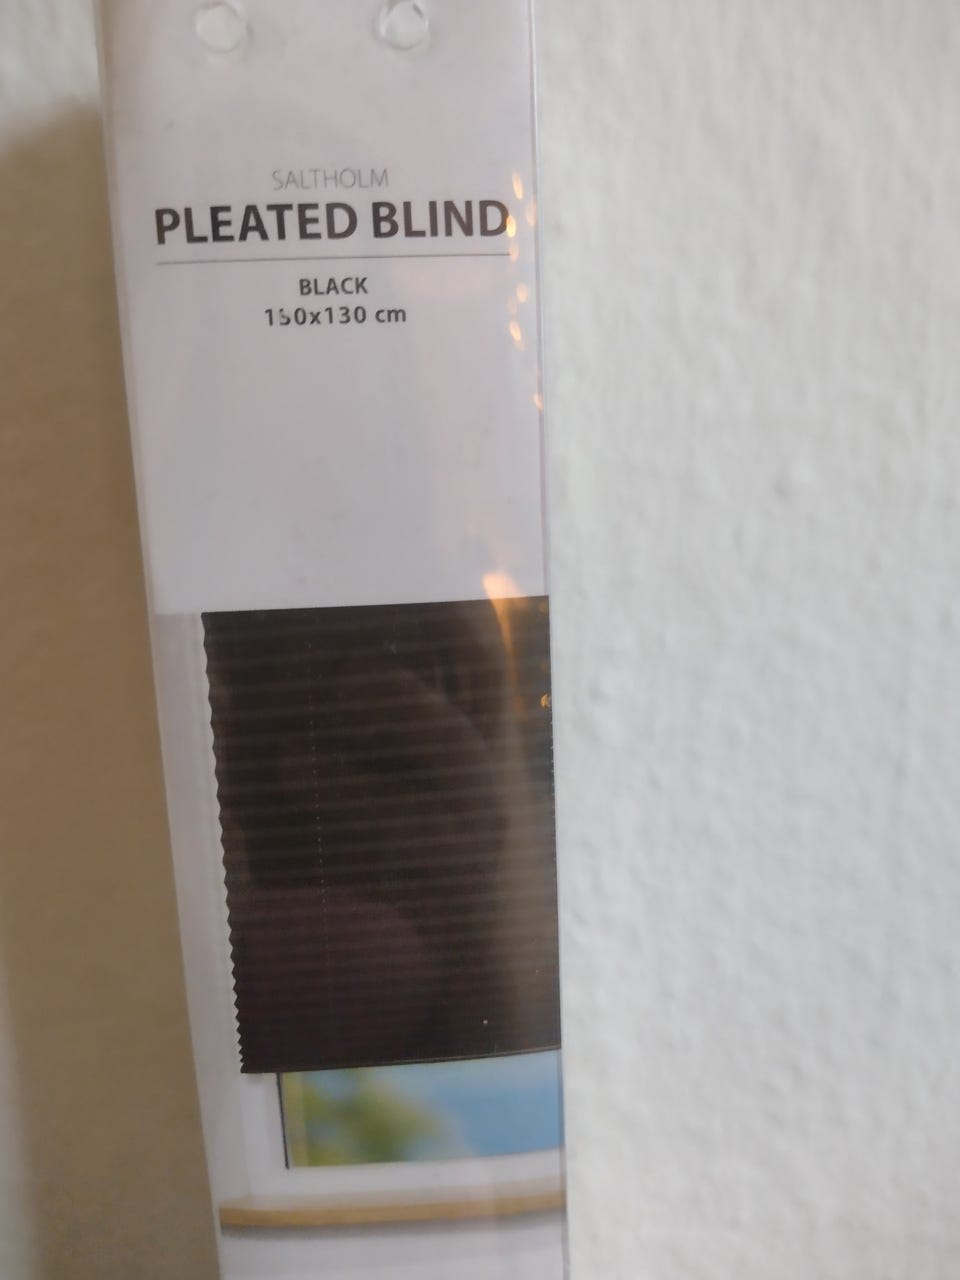 SALTHOLM
PLEATED BLIND
BLACK
150x130 cm